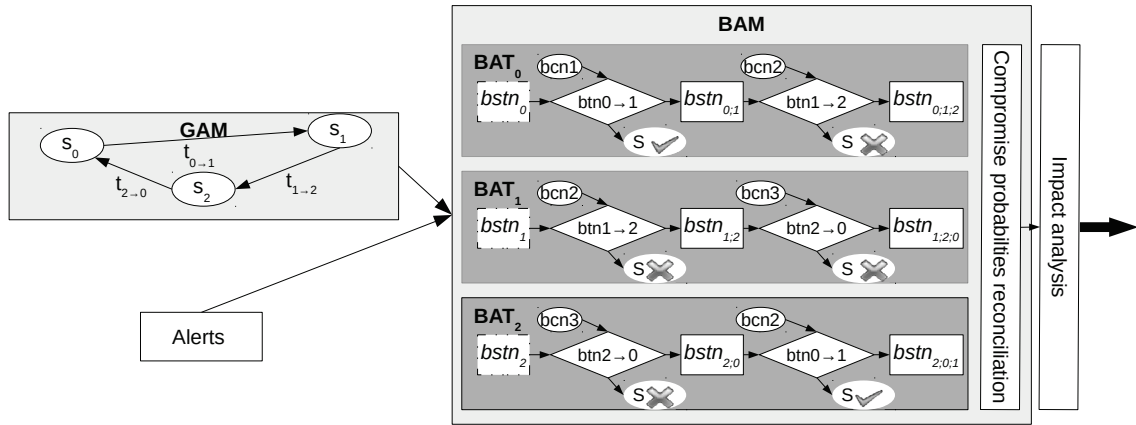 BAM
GAM
s0
s1
s2
t0→1
t1→2
t2→0
Alerts
BAT0
bcn1
bcn2
bstn0
btn0→1
bstn0;1
btn1→2
bstn0;1;2
S
S
BAT1
bcn2
bcn3
bstn1
btn1→2
bstn1;2
btn2→0
bstn1;2;0
S
S
BAT2
bcn3
bcn2
bstn2
btn2→0
bstn2;0
btn0→1
bstn2;0;1
S
S
Compromise probabilties reconciliation
Impact analysis